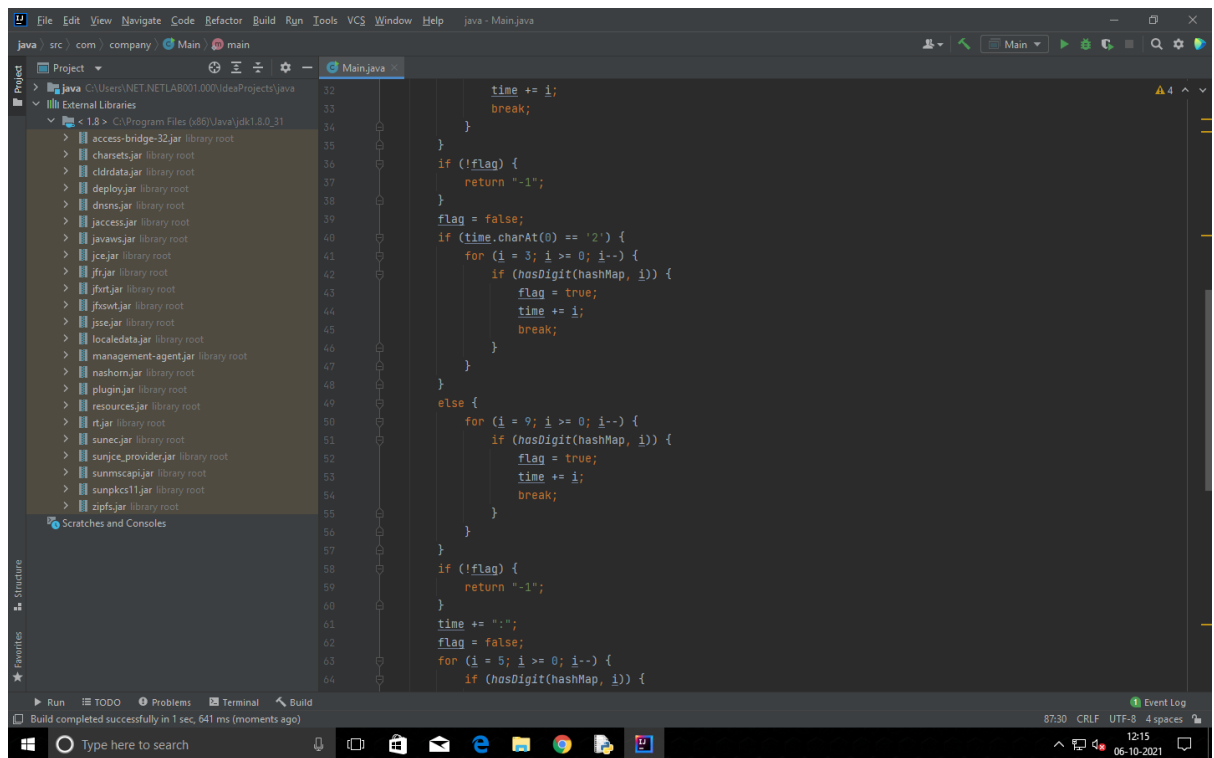 File Edit View Navigate Code Refactor Build Run Tools VCS Window Help java - Main.java
java src com company Main main
Main
Project
Main.java
java C:\Users\NET.NETLAB001.000\IdeaProjects\java
External Libraries
< 1.8 > C:\Program Files (x86)\Java\jdk1.8.0_31
access-bridge-32.jar library root
charsets.jar library root
cldrdata.jar library root
deploy.jar library root
dnsns.jar library root
jaccess.jar library root
javaws.jar library root
jce.jar library root
jfr.jar library root
jfxrt.jar library root
jfxswt.jar library root
jsse.jar library root
localedata.jar library root
management-agent.jar library root
nashorn.jar library root
plugin.jar library root
resources.jar library root
rt.jar library root
sunec.jar library root
sunjce_provider.jar library root
sunmscapi.jar library root
sunpkcs11.jar library root
zipfs.jar library root
Scratches and Consoles
Project
Structure
Favorites
4
32 time += i;
33 break;
34 }
35 }
36 if (!flag) {
37 return "-1";
38 }
39 flag = false;
40 if (time.charAt(0) == '2') {
41 for (i = 3; i >= 0; i--) {
42 if (hasDigit(hashMap, i)) {
43 flag = true;
44 time += i;
45 break;
46 }
47 }
48 }
49 else {
50 for (i = 9; i >= 0; i--) {
51 if (hasDigit(hashMap, i)) {
52 flag = true;
53 time += i;
54 break;
55 }
56 }
57 }
58 if (!flag) {
59 return "-1";
60 }
61 time += ":";
62 flag = false;
63 for (i = 5; i >= 0; i--) {
64 if (hasDigit(hashMap, i)) {
Run TODO Problems Terminal Build
1 Event Log
Build completed successfully in 1 sec, 641 ms (moments ago)
87:30 CRLF UTF-8 4 spaces
Type here to search
12:15
06-10-2021